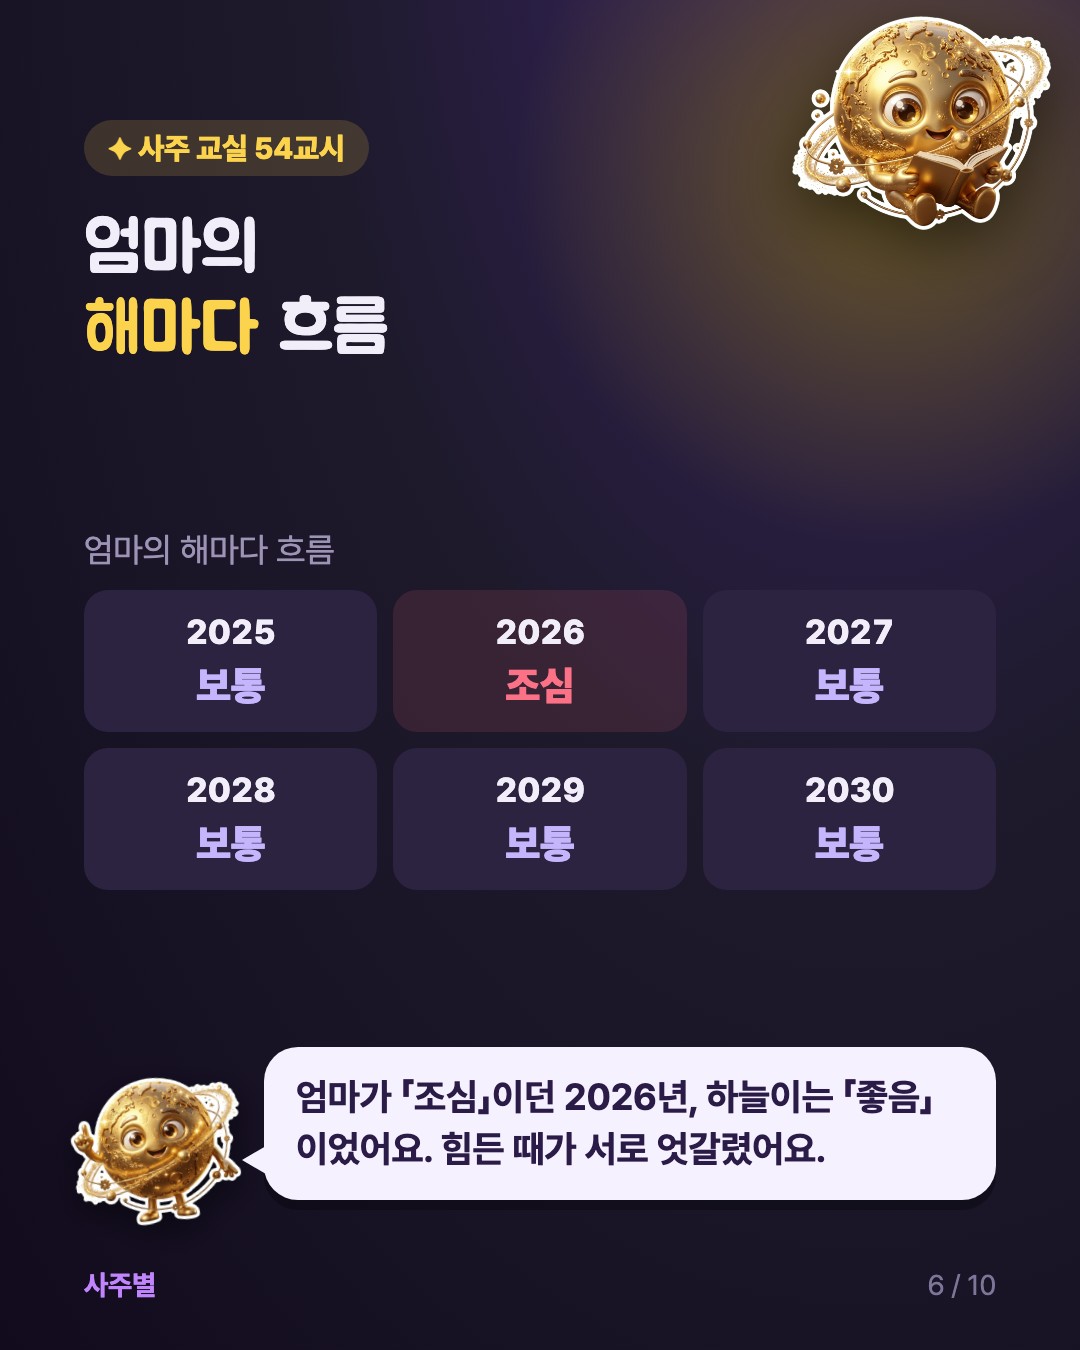 ✦ 사주 교실 54교시
엄마의
해마다 흐름
엄마의 해마다 흐름
2025
보통
2026
조심
2027
보통
2028
보통
2029
보통
2030
보통
엄마가 「조심」이던 2026년, 하늘이는 「좋음」
이었어요. 힘든 때가 서로 엇갈렸어요.
사주별
6 / 10